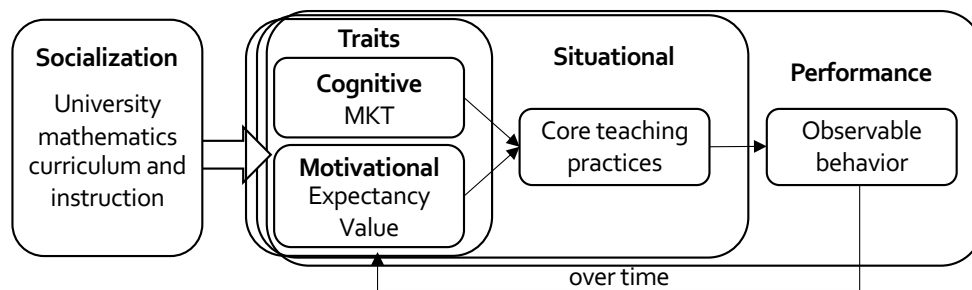 Socialization
University
mathematics
curriculum and
instruction
Traits
Cognitive
MKT
Motivational
Expectancy
Value
Situational
Core teaching
practices
Performance
Observable
behavior
over time